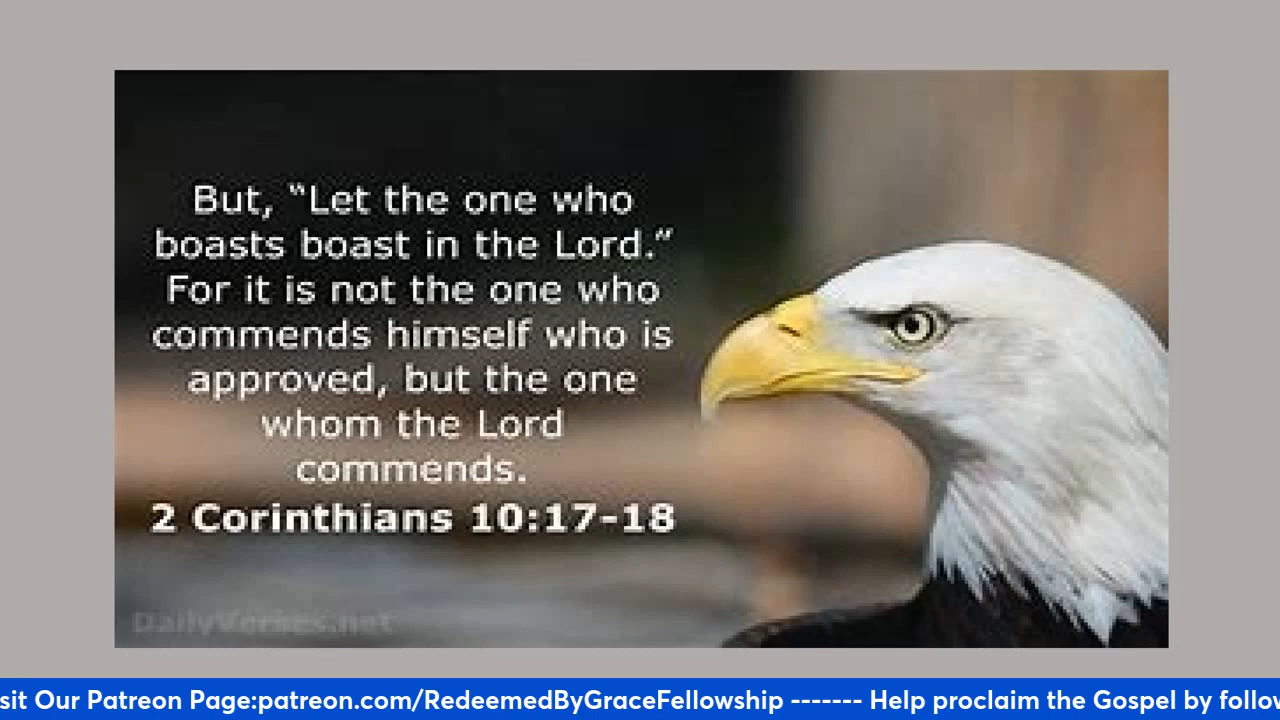 But, “Let the one who
boasts boast in the Lord.”
For it is not the one who
commends himself who is
approved, but the one
whom the Lord
commends.
2 Corinthians 10:17-18
DailyVerses.net
sit Our Patreon Page:patreon.com/RedeemedByGraceFellowship ------- Help proclaim the Gospel by follow